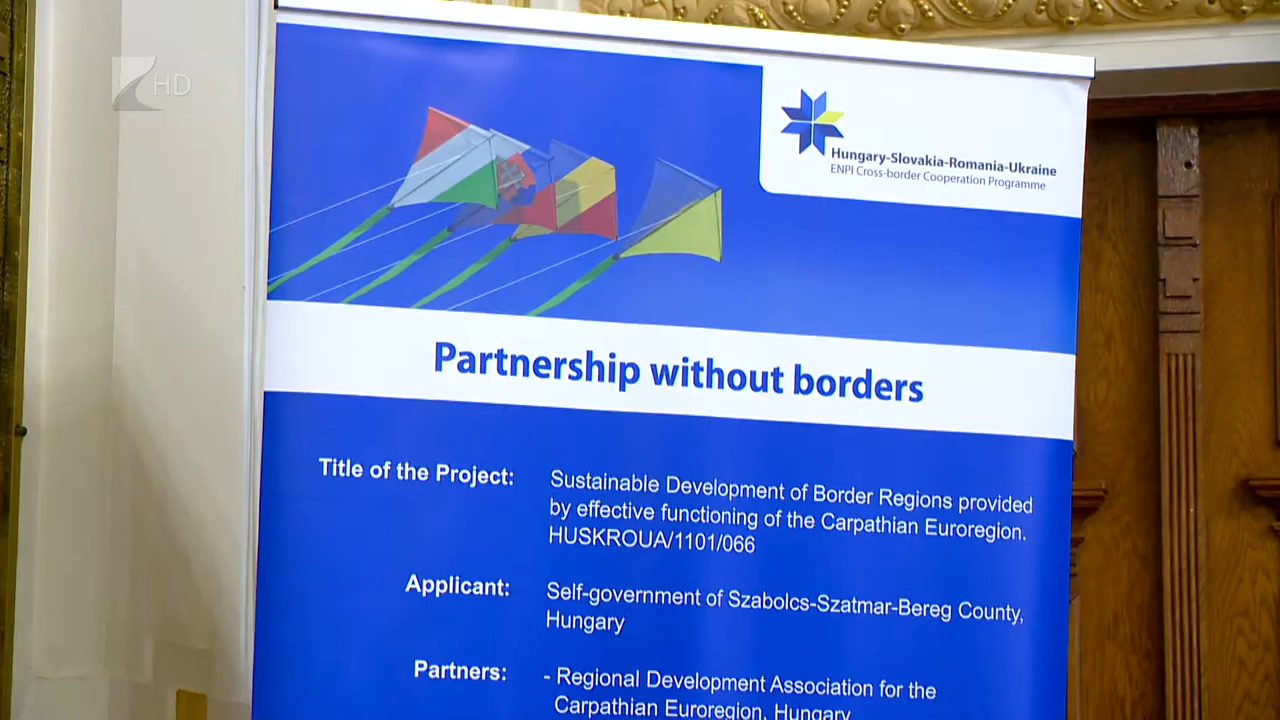 HD
Hungary-Slovakia-Romania-Ukraine
ENPI Cross-border Cooperation Programme
Partnership without borders
Title of the Project:
Sustainable Development of Border Regions provided
by effective functioning of the Carpathian Euroregion.
HUSKROUA/1101/066
Applicant:
Self-government of Szabolcs-Szatmar-Bereg County,
Hungary
Partners:
- Regional Development Association for the
Carpathian Euroregion, Hungary